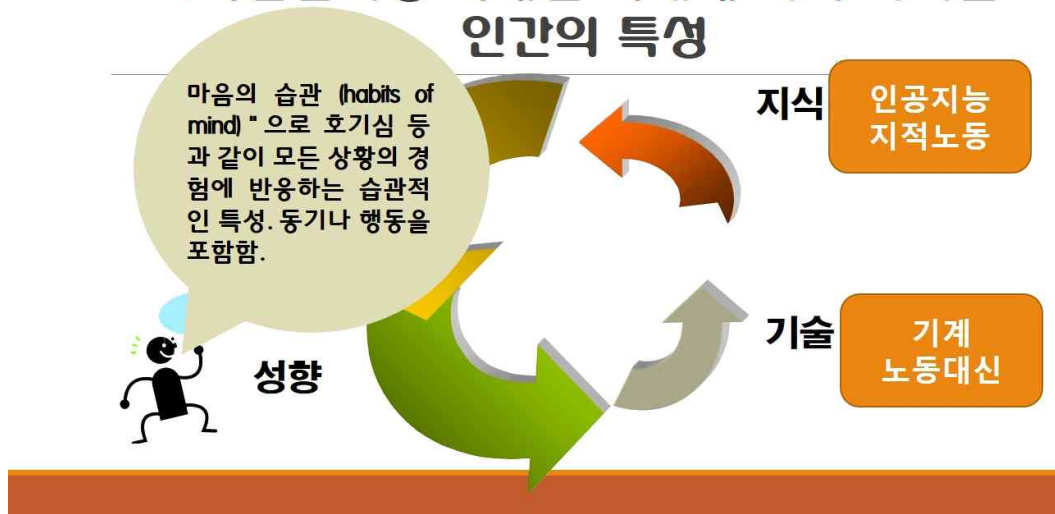 인간의 특성
마음의 습관 (habits of
mind) " 으로 호기심 등
과 같이 모든 상황의 경
험에 반응하는 습관적
인 특성. 동기나 행동을
포함함.
지식
인공지능
지적노동
기술
기계
노동대신
성향